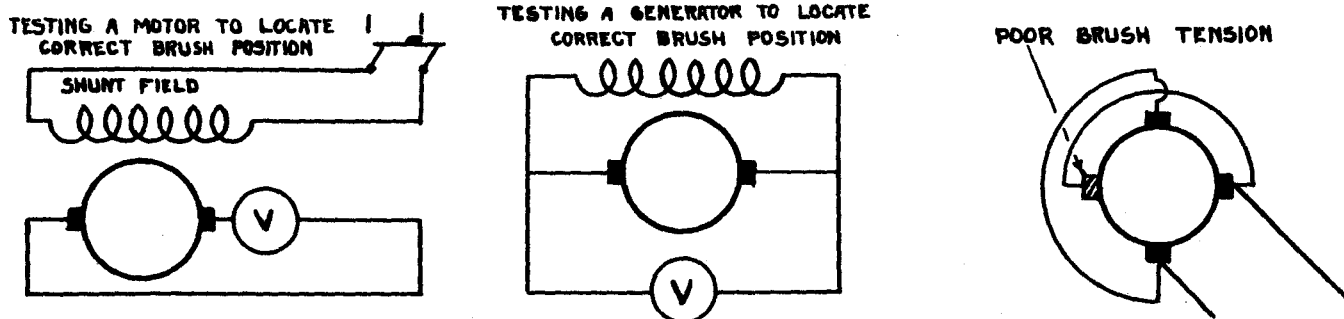 TESTING A MOTOR TO LOCATE
CORRECT BRUSH POSITION
SHUNT FIELD
V
TESTING A GENERATOR TO LOCATE
CORRECT BRUSH POSITION
V
POOR BRUSH TENSION